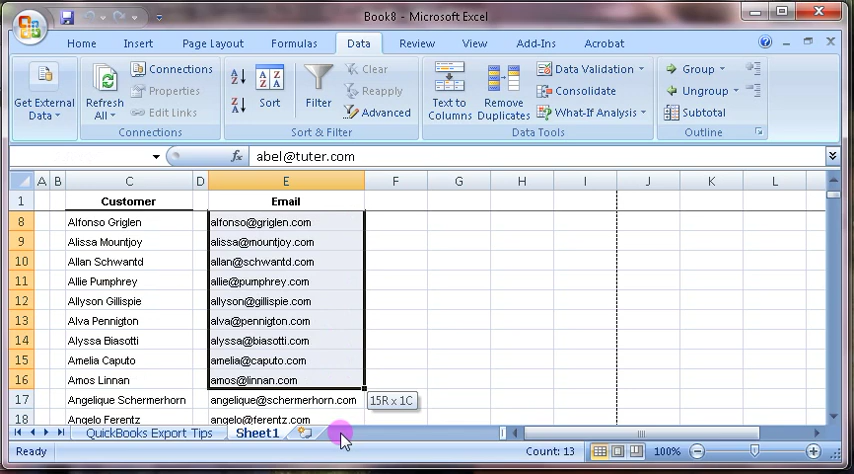 Book8 - Microsoft Excel
Home Insert Page Layout Formulas Data Review View Add-Ins Acrobat
Get External Data
Refresh All
Connections
Properties
Edit Links
Connections
Sort
Filter
Clear
Reapply
Advanced
Sort & Filter
Text to Columns
Remove Duplicates
Data Validation
Consolidate
What-If Analysis
Data Tools
Group
Ungroup
Subtotal
Outline
fx abel@tuter.com
A B C D E F G H I J K L
1 Customer Email
8 Alfonso Griglen alfonso@griglen.com
9 Alissa Mountjoy alissa@mountjoy.com
10 Allan Schwantd allan@schwantd.com
11 Allie Pumphrey allie@pumphrey.com
12 Allyson Gillispie allyson@gillispie.com
13 Alva Pennigton alva@pennigton.com
14 Alyssa Biasotti alyssa@biasotti.com
15 Amelia Caputo amelia@caputo.com
16 Amos Linnan amos@linnan.com
17 Angelique Schermerhorn angelique@schermerhorn.com 15R x 1C
18 Angelo Ferentz angelo@ferentz.com
QuickBooks Export Tips Sheet1
Ready Count: 13 100%